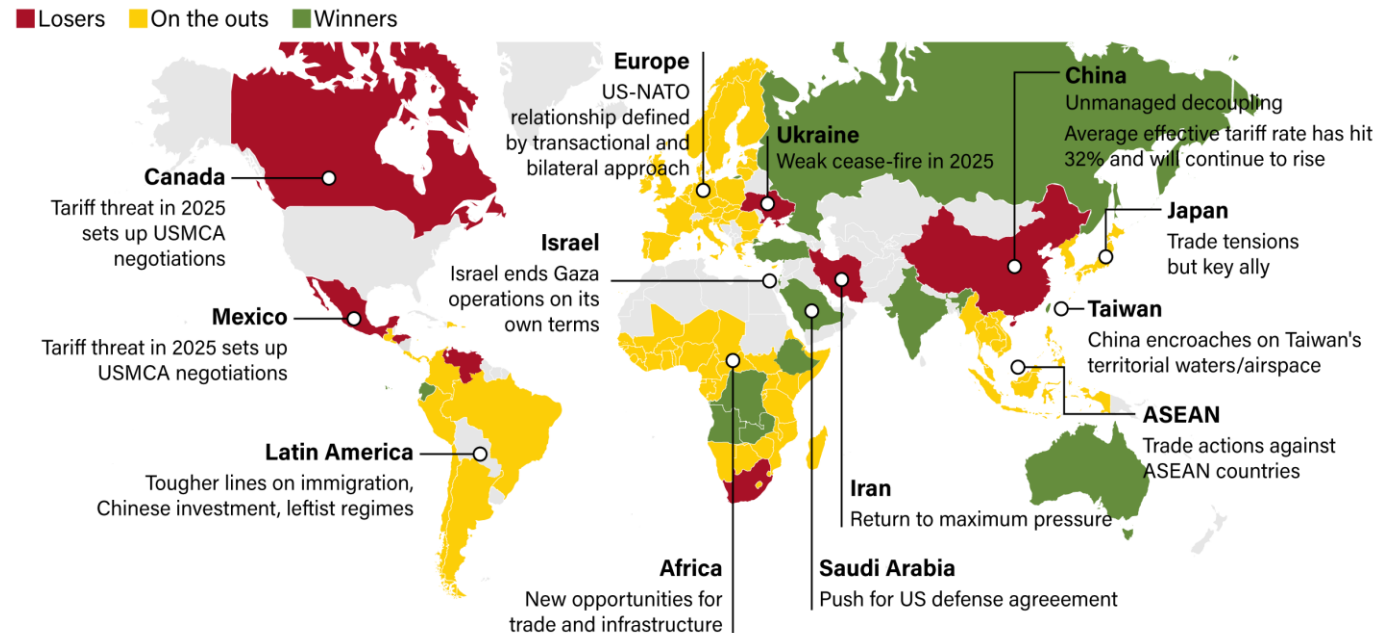 Losers
On the outs
Winners
Europe
US-NATO
relationship defined
by transactional and
bilateral approach
Ukraine
Weak cease-fire in 2025
China
Unmanaged decoupling
Average effective tariff rate has hit
32% and will continue to rise
Canada
Tariff threat in 2025
sets up USMCA
negotiations
Israel
Israel ends Gaza
operations on its
own terms
Japan
Trade tensions
but key ally
Mexico
Tariff threat in 2025 sets up
USMCA negotiations
Taiwan
China encroaches on Taiwan's
territorial waters/airspace
ASEAN
Trade actions against
ASEAN countries
Latin America
Tougher lines on immigration,
Chinese investment, leftist regimes
Iran
Return to maximum pressure
Africa
New opportunities for
trade and infrastructure
Saudi Arabia
Push for US defense agreeement